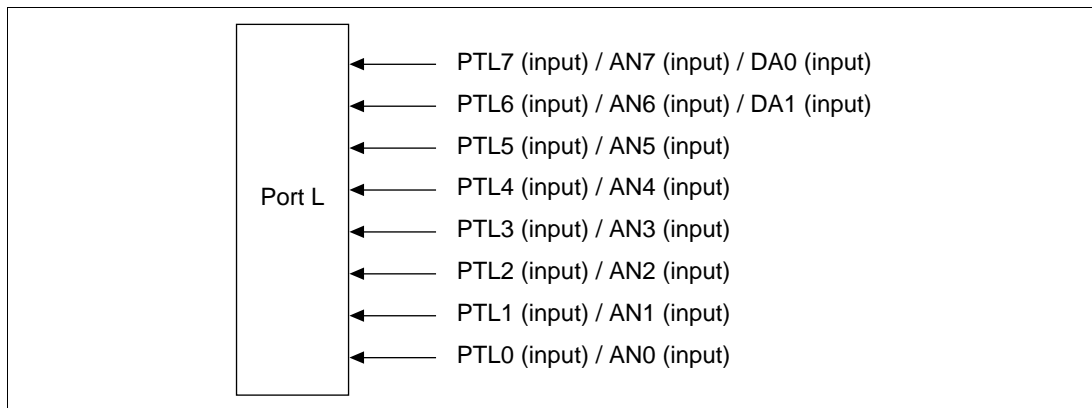 Port L
PTL7 (input) / AN7 (input) / DA0 (input)
PTL6 (input) / AN6 (input) / DA1 (input)
PTL5 (input) / AN5 (input)
PTL4 (input) / AN4 (input)
PTL3 (input) / AN3 (input)
PTL2 (input) / AN2 (input)
PTL1 (input) / AN1 (input)
PTL0 (input) / AN0 (input)